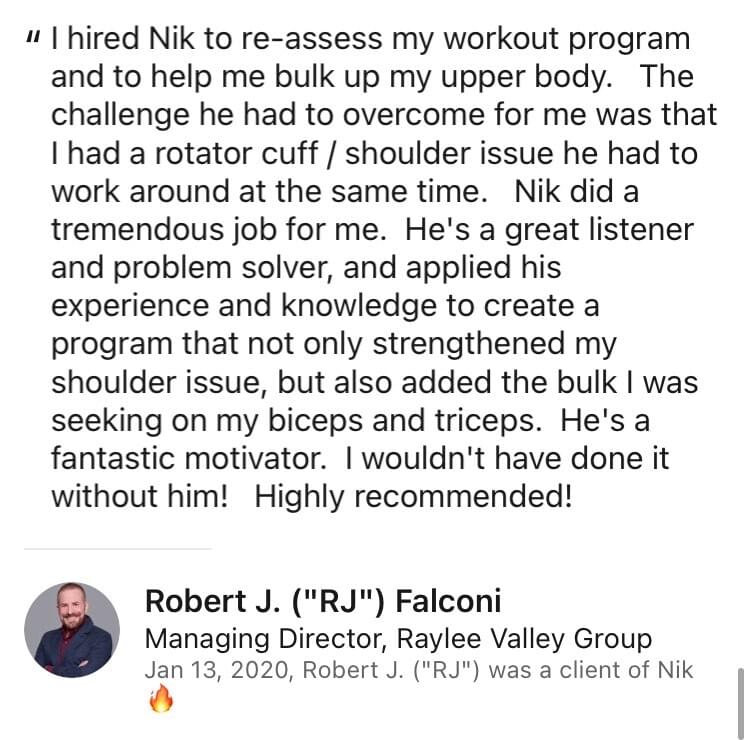 " I hired Nik to re-assess my workout program
and to help me bulk up my upper body.   The
challenge he had to overcome for me was that
I had a rotator cuff / shoulder issue he had to
work around at the same time.   Nik did a
tremendous job for me.  He's a great listener
and problem solver, and applied his
experience and knowledge to create a
program that not only strengthened my
shoulder issue, but also added the bulk I was
seeking on my biceps and triceps.  He's a
fantastic motivator.  I wouldn't have done it
without him!   Highly recommended!
Robert J. ("RJ") Falconi
Managing Director, Raylee Valley Group
Jan 13, 2020, Robert J. ("RJ") was a client of Nik
🔥